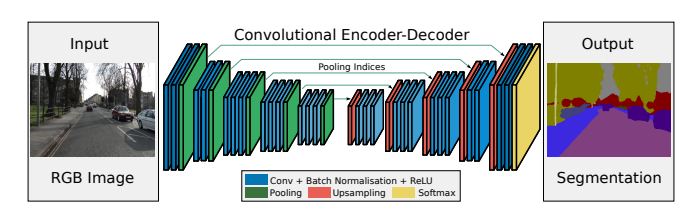 Convolutional Encoder-Decoder
Input
Output
Pooling Indices
RGB Image
Segmentation
Conv + Batch Normalisation + ReLU
Pooling
Upsampling
Softmax